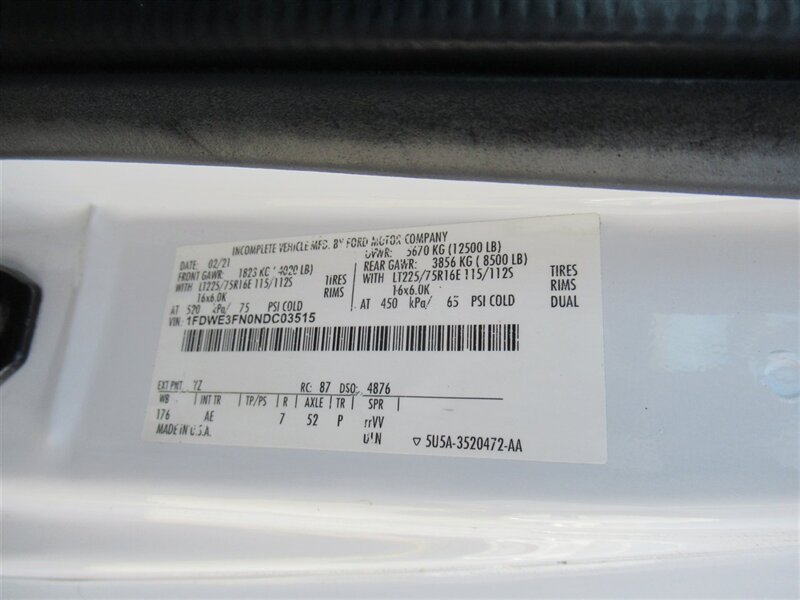 INCOMPLETE VEHICLE MFD. BY FORD MOTOR COMPANY
DATE: 02/21 GVWR: 5670 KG (12500 LB)
FRONT GAWR: 1823 KG (4020 LB) REAR GAWR: 3856 KG ( 8500 LB)
WITH LT225/75R16E 115/112S TIRES WITH LT225/75R16E 115/112S TIRES
16x6.0K RIMS 16x6.0K RIMS
AT 520 kPa/ 75 PSI COLD AT 450 kPa/ 65 PSI COLD DUAL
VIN: 1FDWE3FN0NDC03515
EXT PNT: YZ RC: 87 DSO: 4876
WB INT TR TP/PS R AXLE TR SPR
176 AE 7 52 P
MADE IN U.S.A. 5U5A-3520472-AA